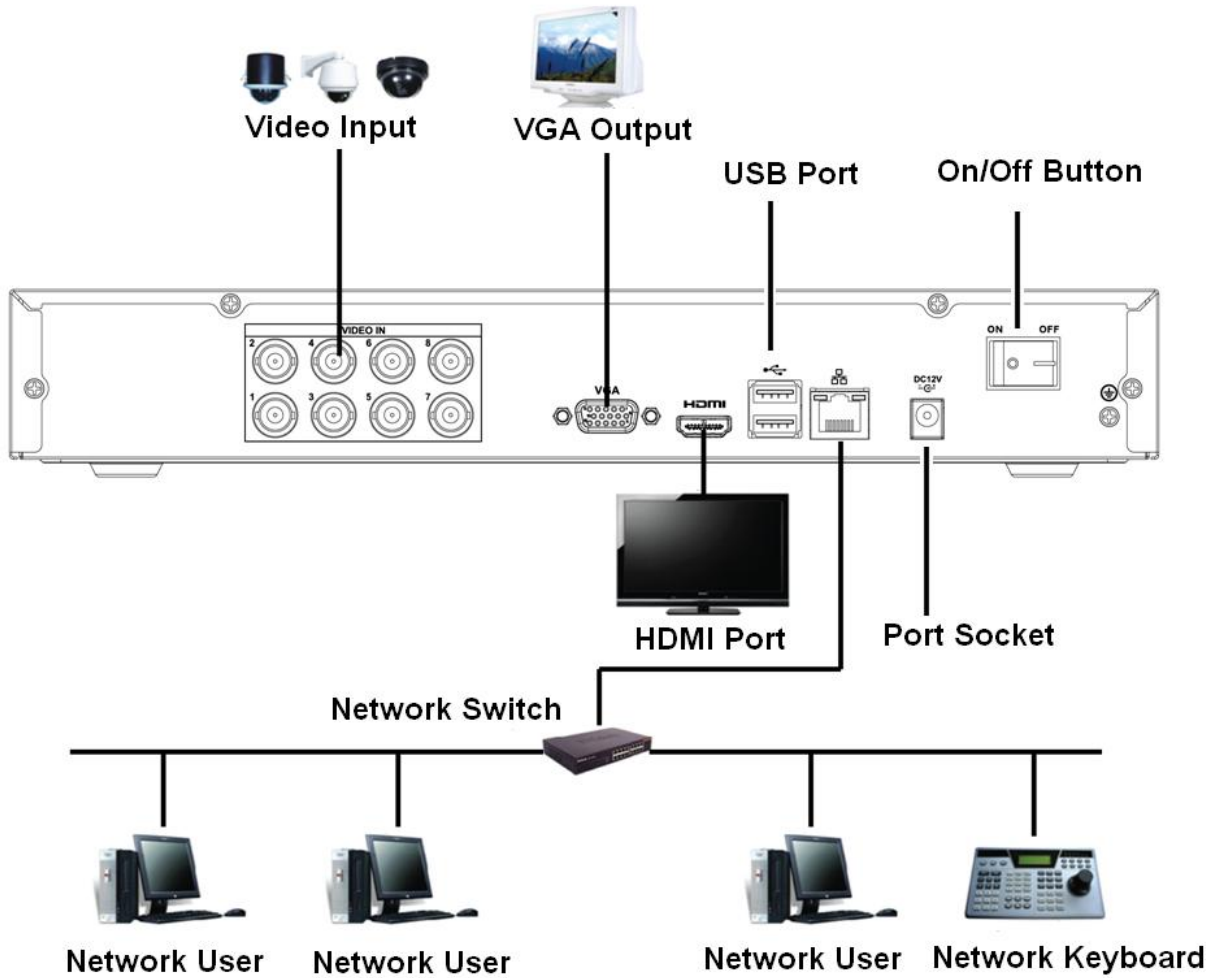 Video Input
VGA Output
USB Port
On/Off Button
VIDEO IN
2 4 6 8
1 3 5 7
VGA
HDMI
DC12V
ON OFF
HDMI Port
Port Socket
Network Switch
Network User
Network User
Network User
Network Keyboard